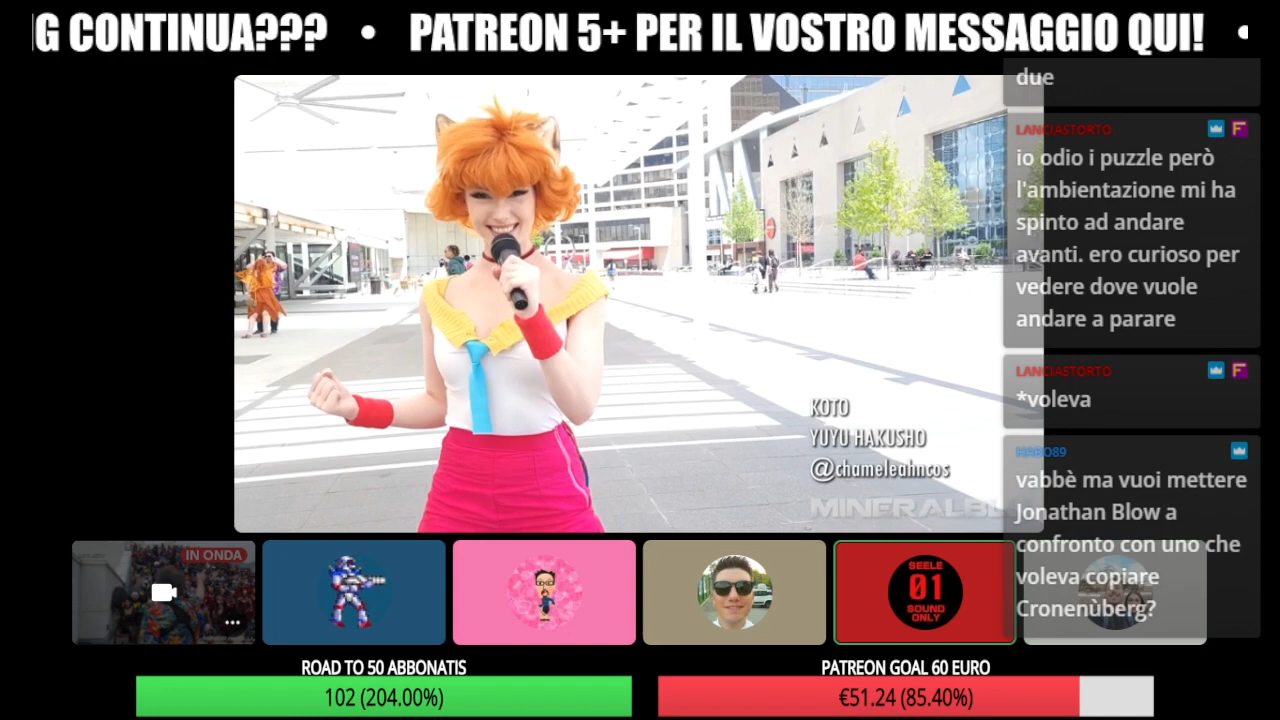 G CONTINUA??? • PATREON 5+ PER IL VOSTRO MESSAGGIO QUI! •
due
LANCIASTORTO
io odio i puzzle però
l'ambientazione mi ha
spinto ad andare
avanti. ero curioso per
vedere dove vuole
andare a parare
LANCIASTORTO
*voleva
vabbè ma vuoi mettere
Jonathan Blow a
confronto con uno che
voleva copiare
Cronenùberg?
KOTO
YUYU HAKUSHO
@chameleahncos
IN ONDA
SEELE
01
SOUND
ONLY
ROAD TO 50 ABBONATIS
102 (204.00%)
PATREON GOAL 60 EURO
€51.24 (85.40%)